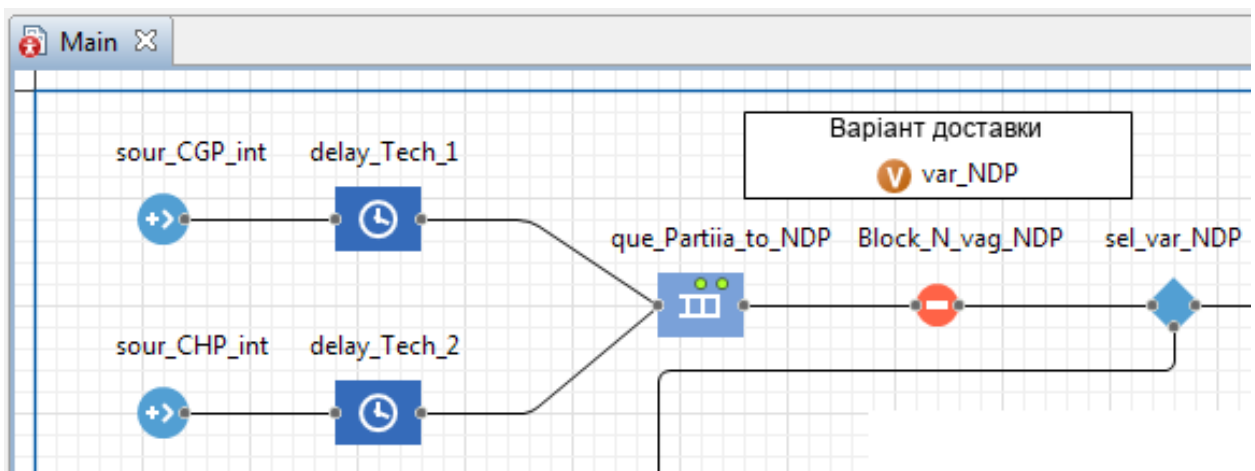 Main
Варіант доставки
V var_NDP
sour_CGP_int delay_Tech_1
que_Partiia_to_NDP Block_N_vag_NDP sel_var_NDP
sour_CHP_int delay_Tech_2